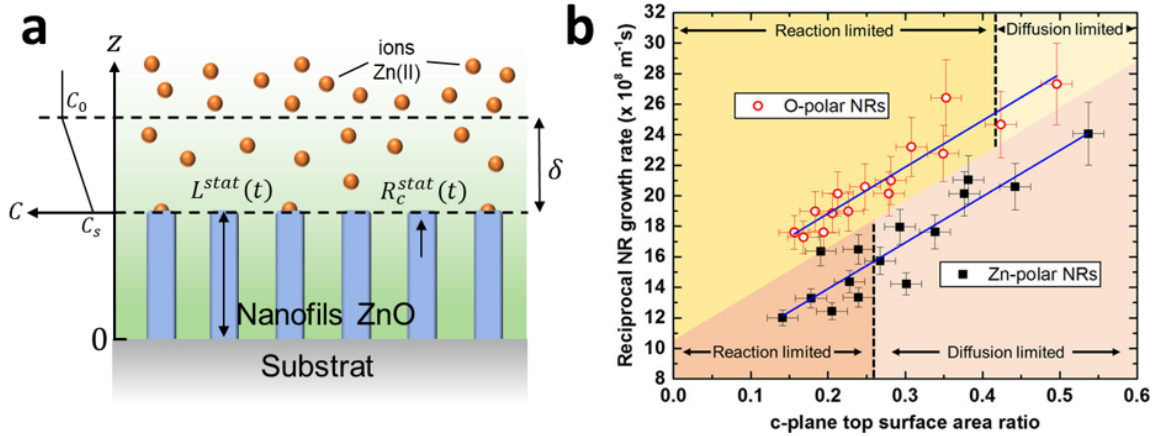 a
z
ions
Zn(II)
C₀
δ
L^stat(t)
R_c^stat(t)
C
C_s
Nanofils ZnO
0
Substrat
b
Reciprocal NR growth rate (x 10⁸ m⁻¹s)
32
30
28
26
24
22
20
18
16
14
12
10
8
Reaction limited
Diffusion limited
O-polar NRs
Zn-polar NRs
Reaction limited
Diffusion limited
0.0 0.1 0.2 0.3 0.4 0.5 0.6
c-plane top surface area ratio